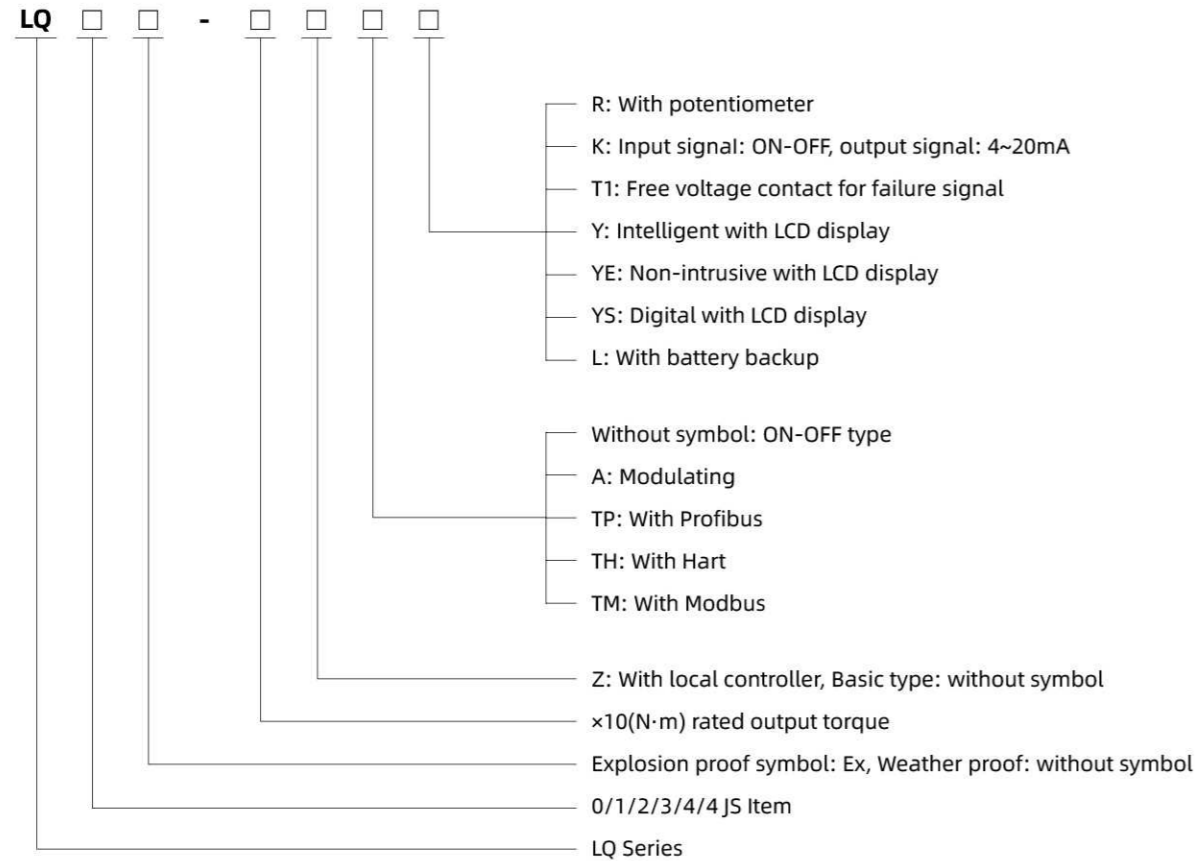 LQ □ □ - □ □ □ □
R: With potentiometer
K: Input signal: ON-OFF, output signal: 4~20mA
T1: Free voltage contact for failure signal
Y: Intelligent with LCD display
YE: Non-intrusive with LCD display
YS: Digital with LCD display
L: With battery backup
Without symbol: ON-OFF type
A: Modulating
TP: With Profibus
TH: With Hart
TM: With Modbus
Z: With local controller, Basic type: without symbol
×10(N·m) rated output torque
Explosion proof symbol: Ex, Weather proof: without symbol
0/1/2/3/4/4 JS Item
LQ Series